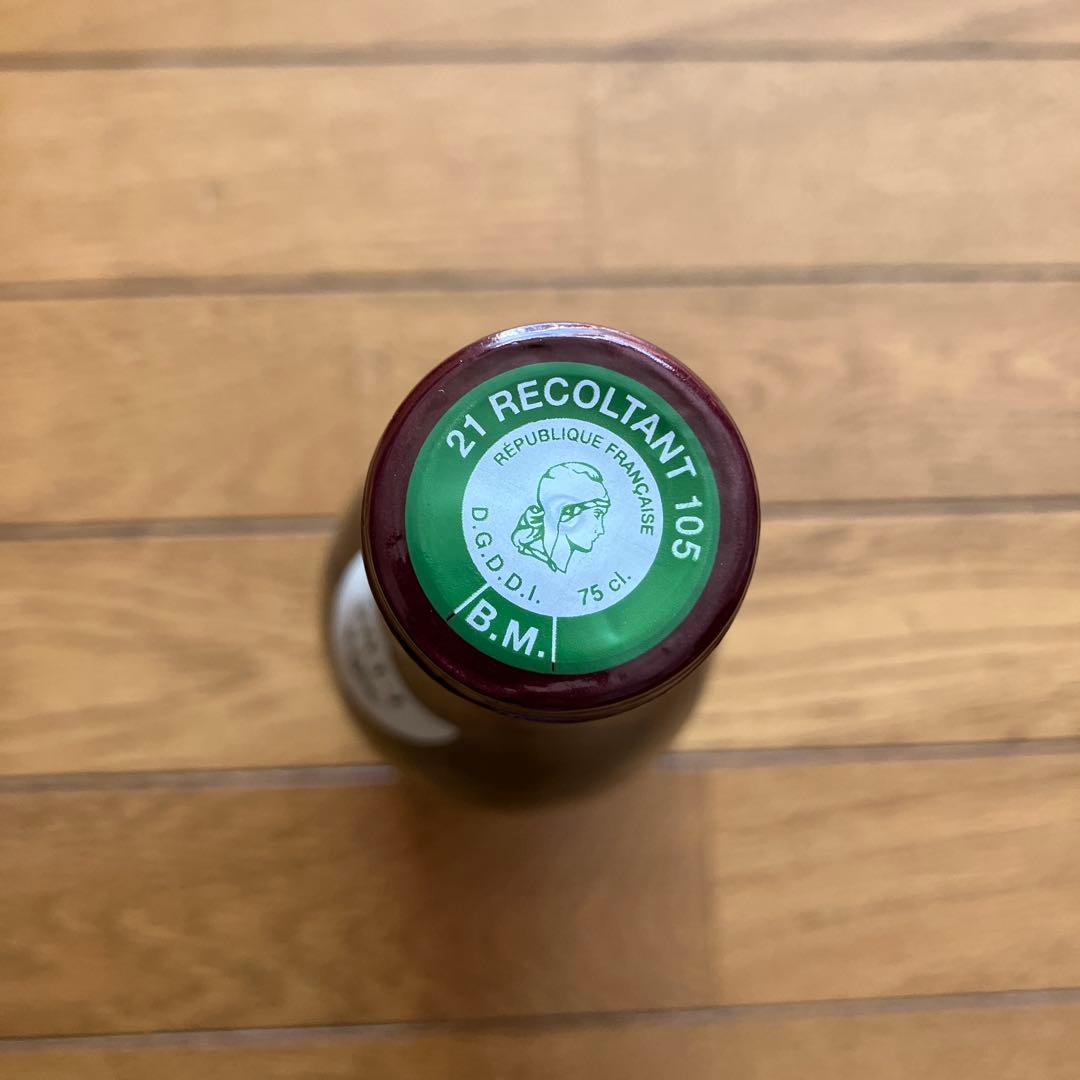 21 RECOLTANT 105
RÉPUBLIQUE FRANÇAISE
D.G.D.D.I. 75 cl.
B.M.